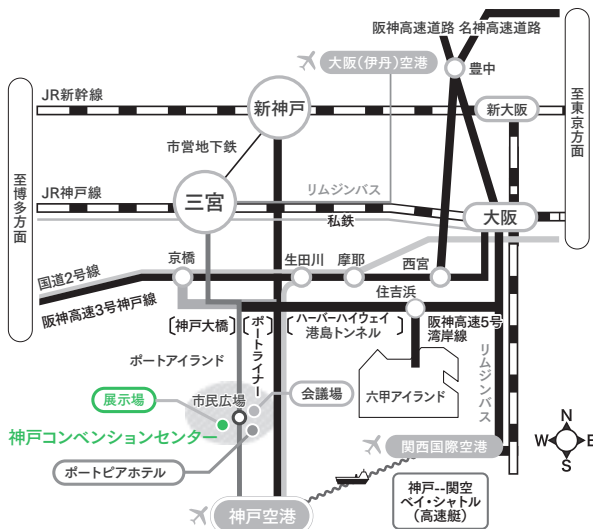 阪神高速道路 名神高速道路
大阪(伊丹)空港
豊中
JR新幹線
新神戸
新大阪
至東京方面
市営地下鉄
至博多方面
三宮
リムジンバス
JR神戸線
私鉄
大阪
京橋
生田川
摩耶
西宮
国道2号線
住吉浜
阪神高速3号神戸線
〔神戸大橋〕
〔ポートライナー〕
〔ハーバーハイウェイ
港島トンネル〕
阪神高速5号
湾岸線
リムジンバス
ポートアイランド
展示場
市民広場
会議場
六甲アイランド
神戸コンベンションセンター
関西国際空港
ポートピアホテル
神戸空港
神戸--関空
ベイ・シャトル
(高速艇)
N
W
E
S